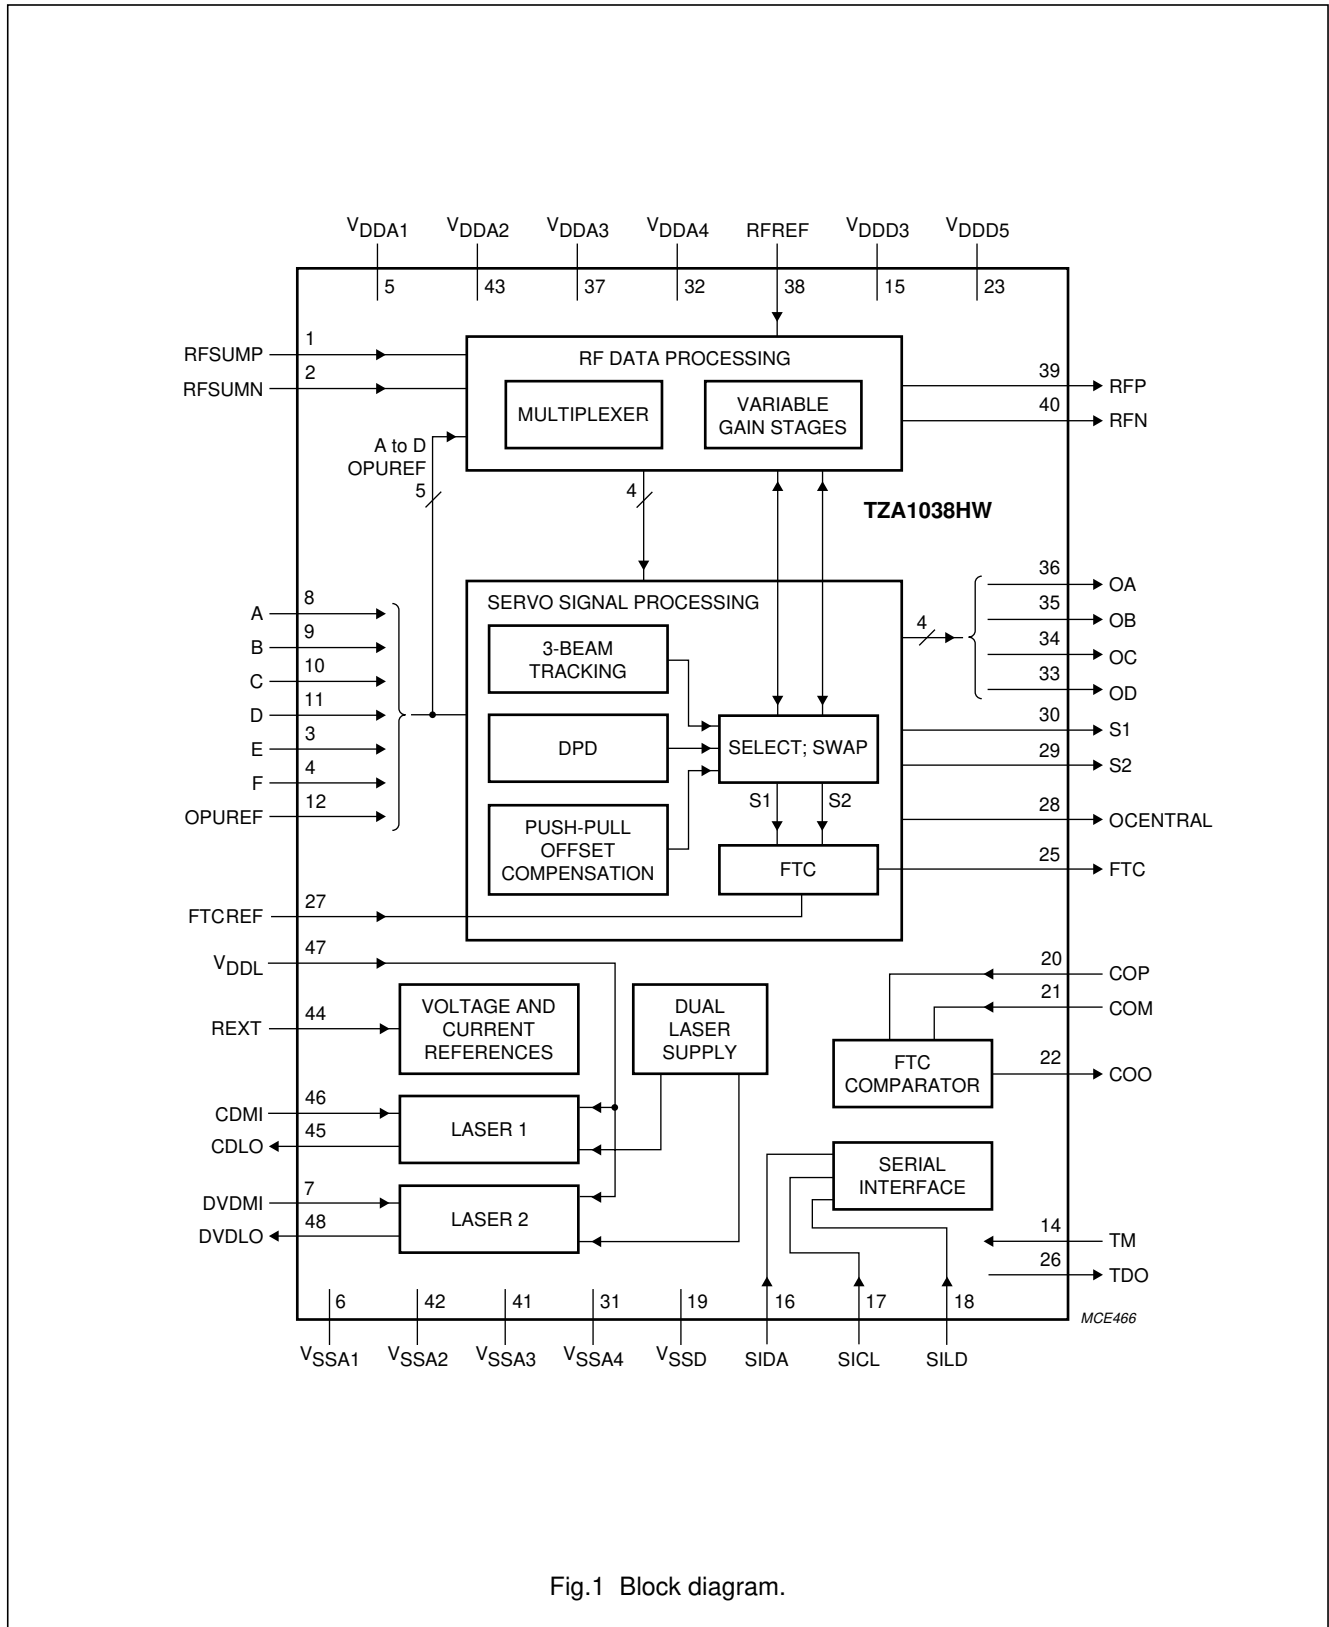 VDDA1 VDDA2 VDDA3 VDDA4 RFREF VDDD3 VDDD5
5 43 37 32 38 15 23
RFSUMP 1
RFSUMN 2
RF DATA PROCESSING
MULTIPLEXER
VARIABLE
GAIN STAGES
39 RFP
40 RFN
A to D
OPUREF
5
4
TZA1038HW
A 8
B 9
C 10
D 11
E 3
F 4
OPUREF 12
SERVO SIGNAL PROCESSING
3-BEAM
TRACKING
DPD
PUSH-PULL
OFFSET
COMPENSATION
SELECT; SWAP
S1 S2
FTC
4
36 OA
35 OB
34 OC
33 OD
30 S1
29 S2
28 OCENTRAL
25 FTC
FTCREF 27
VDDL 47
REXT 44
VOLTAGE AND
CURRENT
REFERENCES
DUAL
LASER
SUPPLY
20 COP
21 COM
FTC
COMPARATOR
22 COO
CDMI 46
CDLO 45
LASER 1
DVDMI 7
DVDLO 48
LASER 2
SERIAL
INTERFACE
14 TM
26 TDO
6 42 41 31 19 16 17 18
MCE466
VSSA1 VSSA2 VSSA3 VSSA4 VSSD SIDA SICL SILD
Fig.1 Block diagram.